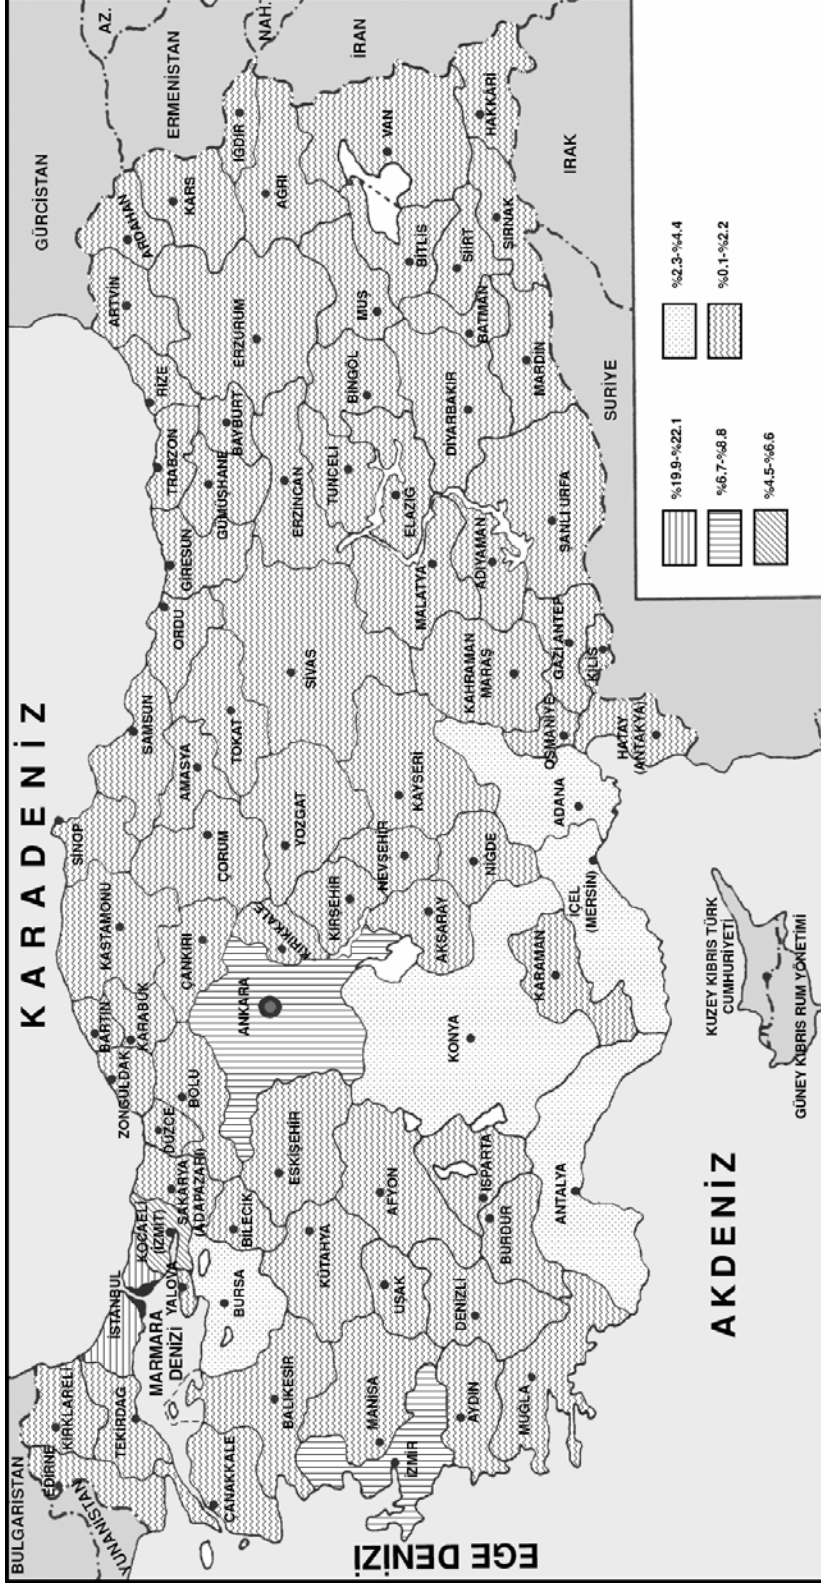 KARADENİZ
BULGARİSTAN
YUNANİSTAN
GÜRCİSTAN
ERMENİSTAN
AZ.
NAH.
İRAN
IRAK
SURİYE
MARMARA
DENİZİ
EGE DENİZİ
AKDENİZ
EDİRNE
KIRKLARELİ
TEKİRDAĞ
İSTANBUL
ÇANAKKALE
BALIKESİR
BURSA
YALOVA
KOCAELİ
(İZMİT)
SAKARYA
(ADAPAZARI)
BİLECİK
DÜZCE
BOLU
ZONGULDAK
BARTIN
KARABÜK
KASTAMONU
SİNOP
ÇANKIRI
ANKARA
KIRIKKALE
ÇORUM
SAMSUN
AMASYA
TOKAT
ORDU
GİRESUN
TRABZON
GÜMÜŞHANE
BAYBURT
RİZE
ARTVİN
ARDAHAN
KARS
IĞDIR
AĞRI
ERZURUM
ERZİNCAN
TUNCELİ
BİNGÖL
MUŞ
VAN
BİTLİS
SİİRT
HAKKARİ
ŞIRNAK
BATMAN
MARDİN
DİYARBAKIR
ELAZIĞ
MALATYA
ADIYAMAN
ŞANLI URFA
GAZİ ANTEP
KİLİS
KAHRAMAN
MARAŞ
OSMANİYE
HATAY
(ANTAKYA)
SİVAS
YOZGAT
KAYSERİ
KIRŞEHİR
NEVŞEHİR
NİĞDE
AKSARAY
ADANA
İÇEL
(MERSİN)
KARAMAN
KONYA
ESKİŞEHİR
KÜTAHYA
AFYON
UŞAK
ISPARTA
BURDUR
ANTALYA
DENİZLİ
MANİSA
İZMİR
AYDIN
MUĞLA
KUZEY KIBRIS TÜRK
CUMHURİYETİ
GÜNEY KIBRIS RUM YÖNETİMİ
%19.9-%22.1
%6.7-%8.8
%4.5-%6.6
%2.3-%4.4
%0.1-%2.2